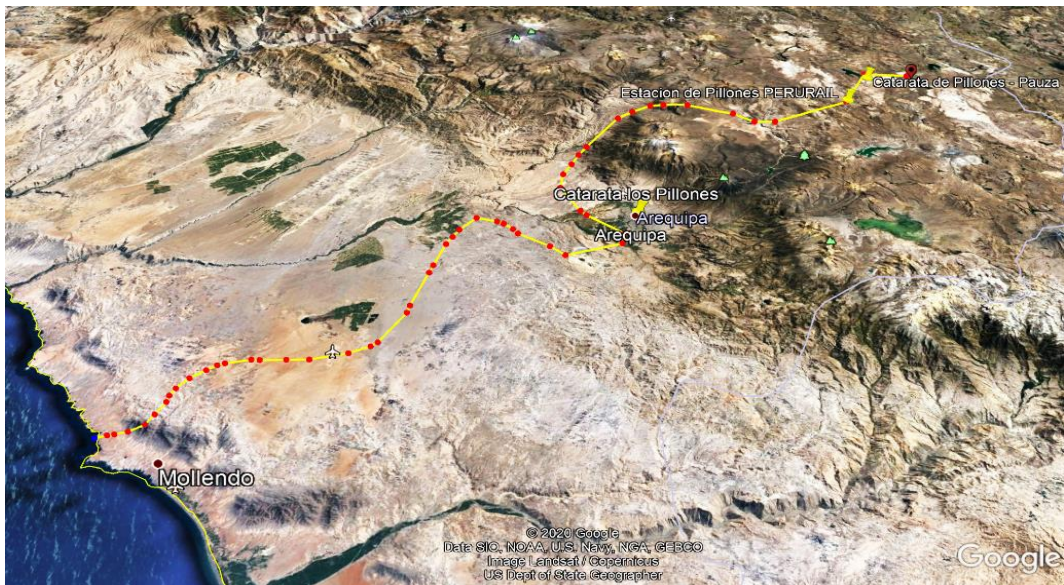 Catarata de Pillones - Pauza
Estacion de Pillones PERURAIL
Catarata los Pillones
Arequipa
Arequipa
Mollendo
© 2020 Google
Data SIO, NOAA, U.S. Navy, NGA, GEBCO
Image Landsat / Copernicus
US Dept of State Geographer
Google